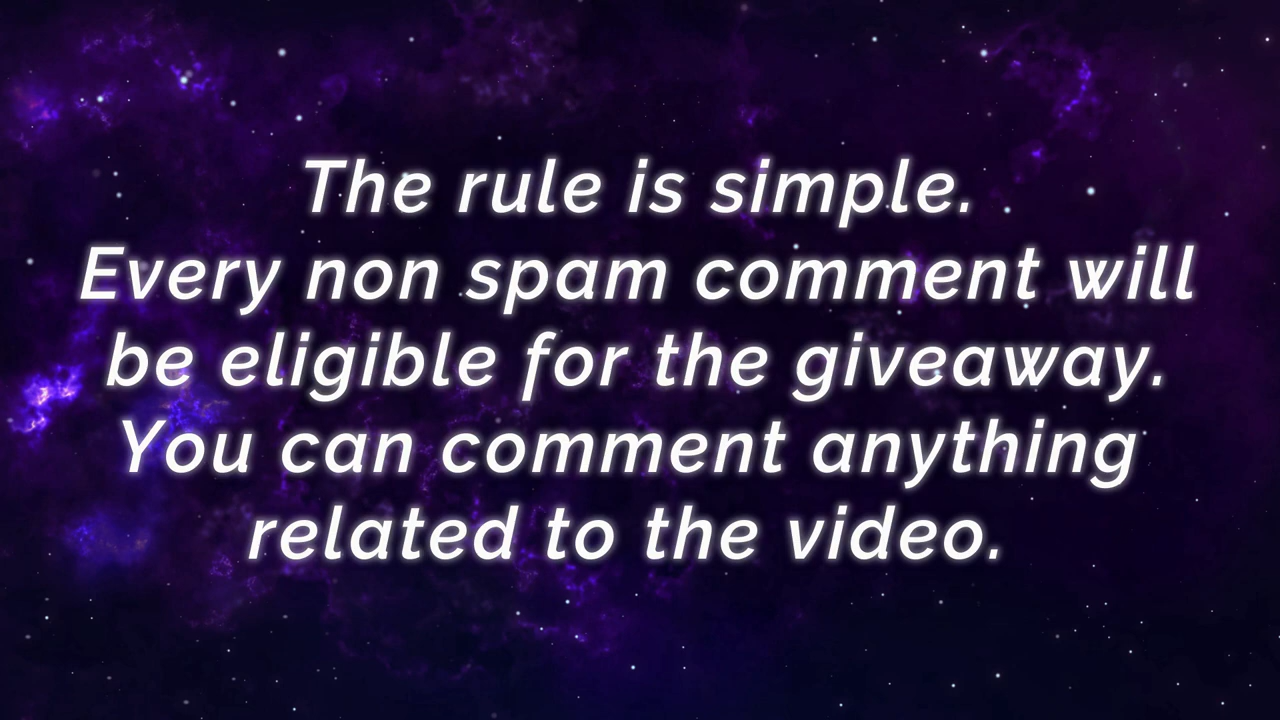 The rule is simple.
Every non spam comment will
be eligible for the giveaway.
You can comment anything
related to the video.